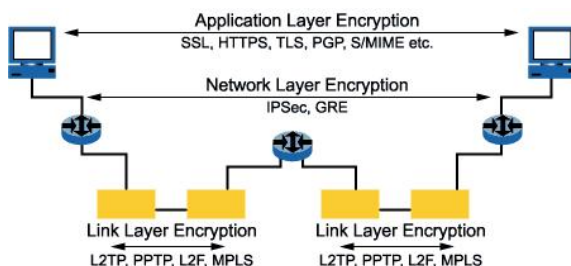 Application Layer Encryption
SSL, HTTPS, TLS, PGP, S/MIME etc.
Network Layer Encryption
IPSec, GRE
Link Layer Encryption
L2TP, PPTP, L2F, MPLS
Link Layer Encryption
L2TP, PPTP, L2F, MPLS